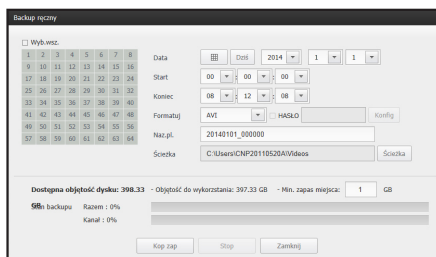 Backup ręczny
Wyb.wsz.
1 2 3 4 5 6 7 8
9 10 11 12 13 14 15 16
17 18 19 20 21 22 23 24
25 26 27 28 29 30 31 32
33 34 35 36 37 38 39 40
41 42 43 44 45 46 47 48
49 50 51 52 53 54 55 56
57 58 59 60 61 62 63 64
Data Dziś 2014 1 1
Start 00 : 00 : 00
Koniec 08 : 12 : 08
Formatuj AVI HASŁO Konfig
Naz.pl. 20140101_000000
Ścieżka C:\Users\CNP20110520A\Videos Ścieżka
Dostępna objętość dysku: 398.33 GB - Objętość do wykorzystania: 397.33 GB - Min. zapas miejsca: 1 GB
Stan backupu Razem : 0%
Kanał : 0%
Kop zap Stop Zamknij